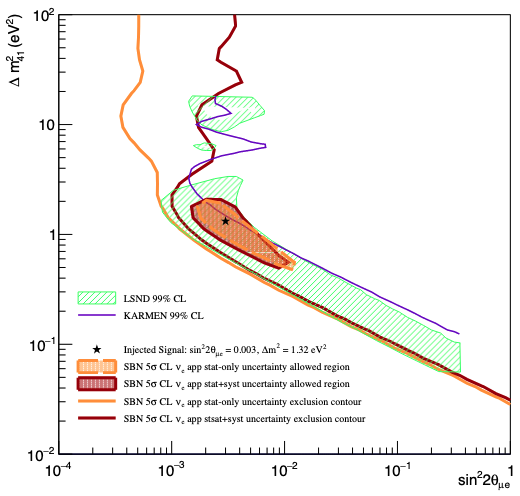 Δ m²₄₁ (eV²)
10²
10
1
10⁻¹
10⁻²
LSND 99% CL
KARMEN 99% CL
Injected Signal: sin²2θμe = 0.003, Δm² = 1.32 eV²
SBN 5σ CL νe app stat-only uncertainty allowed region
SBN 5σ CL νe app stat+syst uncertainty allowed region
SBN 5σ CL νe app stat-only uncertainty exclusion contour
SBN 5σ CL νe app stsat+syst uncertainty exclusion contour
10⁻⁴ 10⁻³ 10⁻² 10⁻¹ 1
sin²2θμe